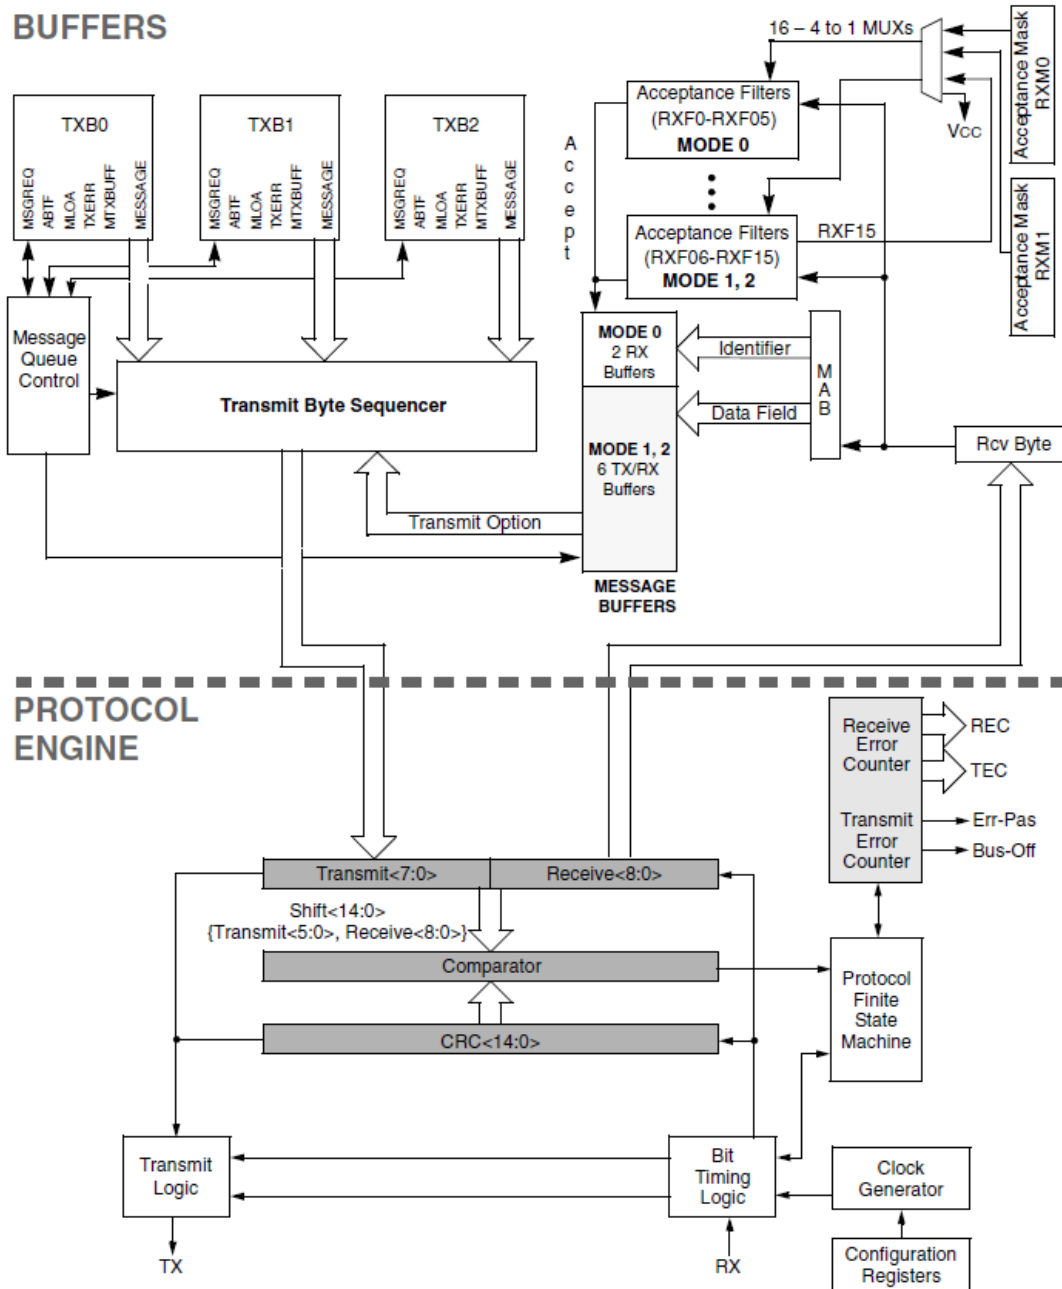 BUFFERS
16 – 4 to 1 MUXs
Acceptance Mask
RXM0
VCC
Acceptance Filters
(RXF0-RXF05)
MODE 0
Accept
TXB0
TXB1
TXB2
MSGREQ
ABTF
MLOA
TXERR
MTXBUFF
MESSAGE
MSGREQ
ABTF
MLOA
TXERR
MTXBUFF
MESSAGE
MSGREQ
ABTF
MLOA
TXERR
MTXBUFF
MESSAGE
Acceptance Filters
(RXF06-RXF15)
MODE 1, 2
RXF15
Acceptance Mask
RXM1
Message
Queue
Control
Transmit Byte Sequencer
MODE 0
2 RX
Buffers
Identifier
Data Field
MAB
Rcv Byte
MODE 1, 2
6 TX/RX
Buffers
Transmit Option
MESSAGE
BUFFERS
PROTOCOL
ENGINE
Receive
Error
Counter
REC
TEC
Transmit
Error
Counter
Err-Pas
Bus-Off
Transmit<7:0>
Receive<8:0>
Shift<14:0>
{Transmit<5:0>, Receive<8:0>}
Comparator
CRC<14:0>
Protocol
Finite
State
Machine
Transmit
Logic
Bit
Timing
Logic
Clock
Generator
TX
RX
Configuration
Registers